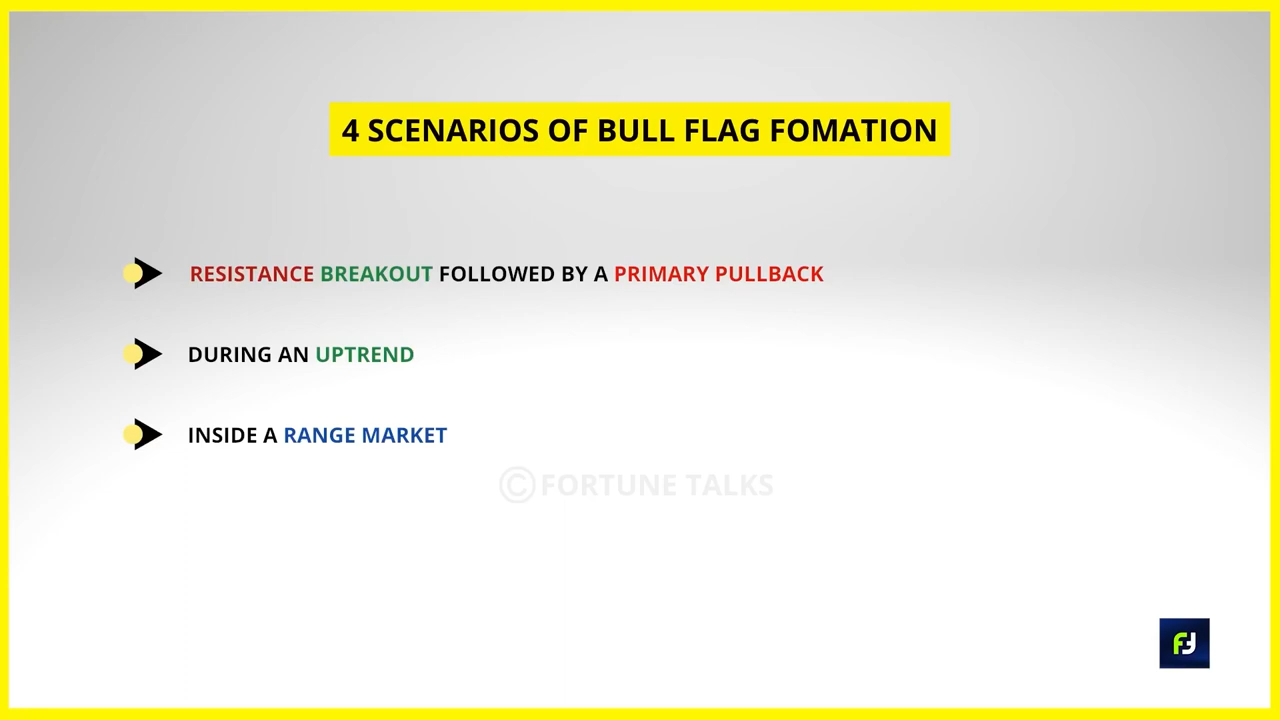 4 SCENARIOS OF BULL FLAG FOMATION
RESISTANCE BREAKOUT FOLLOWED BY A PRIMARY PULLBACK
DURING AN UPTREND
INSIDE A RANGE MARKET
©FORTUNE TALKS